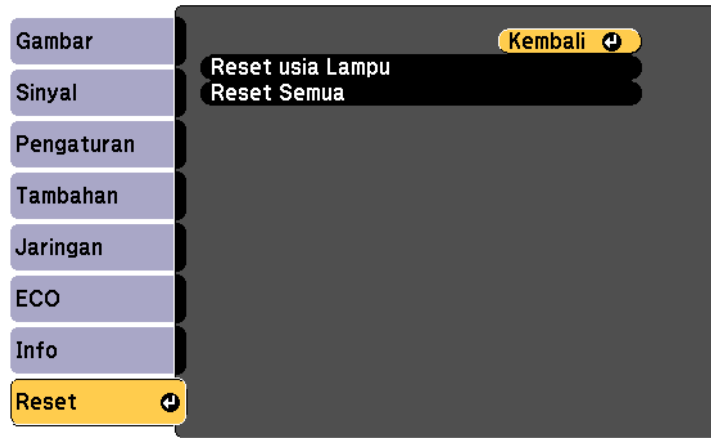 Gambar
Sinyal
Pengaturan
Tambahan
Jaringan
ECO
Info
Reset
Kembali
Reset usia Lampu
Reset Semua